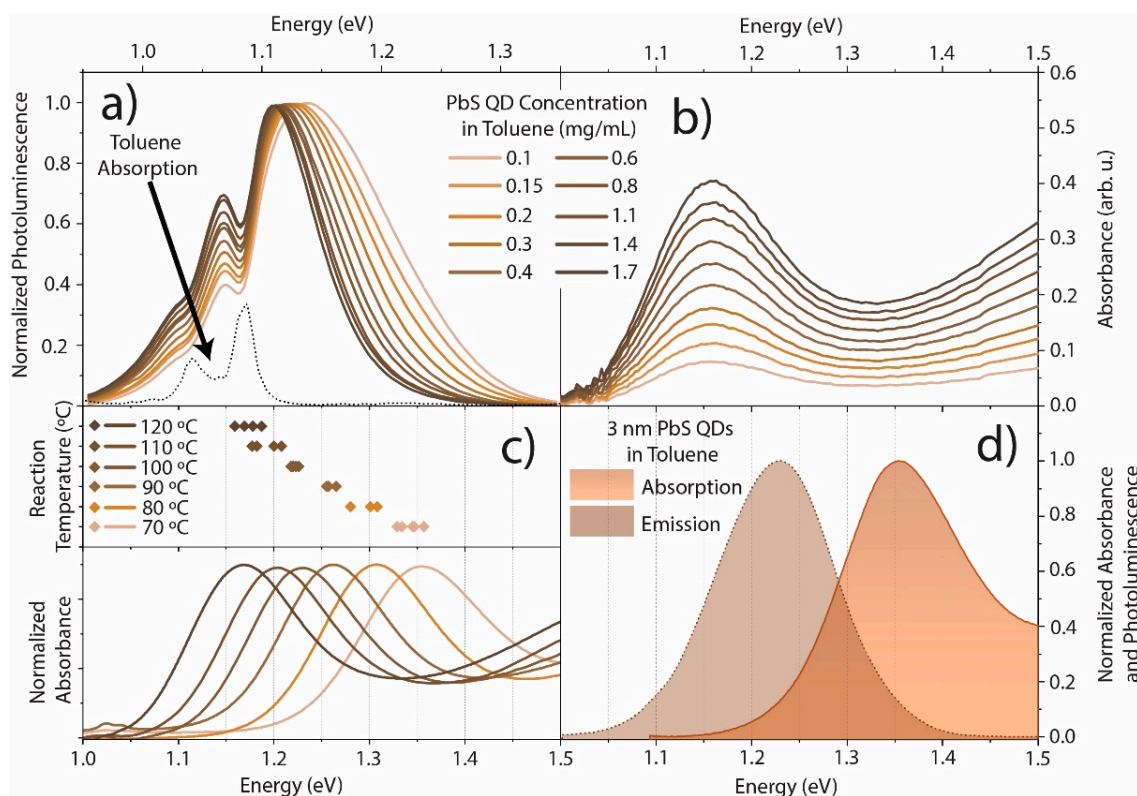 Energy (eV)
1.0 1.1 1.2 1.3
Energy (eV)
1.1 1.2 1.3 1.4 1.5
a)
Normalized Photoluminescence
1.0
0.8
0.6
0.4
0.2
Toluene
Absorption
PbS QD Concentration
in Toluene (mg/mL)
0.1 0.6
0.15 0.8
0.2 1.1
0.3 1.4
0.4 1.7
b)
0.6
0.5
0.4
0.3
0.2
0.1
0.0
Absorbance (arb. u.)
Reaction
Temperature (ºC)
120 ºC
110 ºC
100 ºC
90 ºC
80 ºC
70 ºC
c)
Normalized
Absorbance
1.0 1.1 1.2 1.3 1.4 1.5
Energy (eV)
3 nm PbS QDs
in Toluene
Absorption
Emission
d)
1.0
0.8
0.6
0.4
0.2
0.0
Normalized Absorbance
and Photoluminescence
1.1 1.2 1.3 1.4 1.5
Energy (eV)